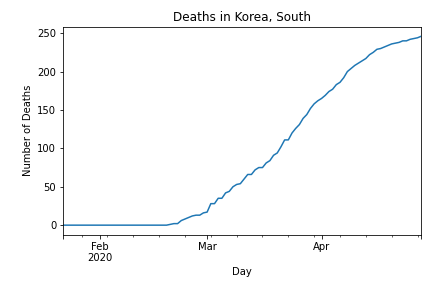 Deaths in Korea, South
250
200
150
100
50
0
Number of Deaths
Feb
2020
Mar
Apr
Day